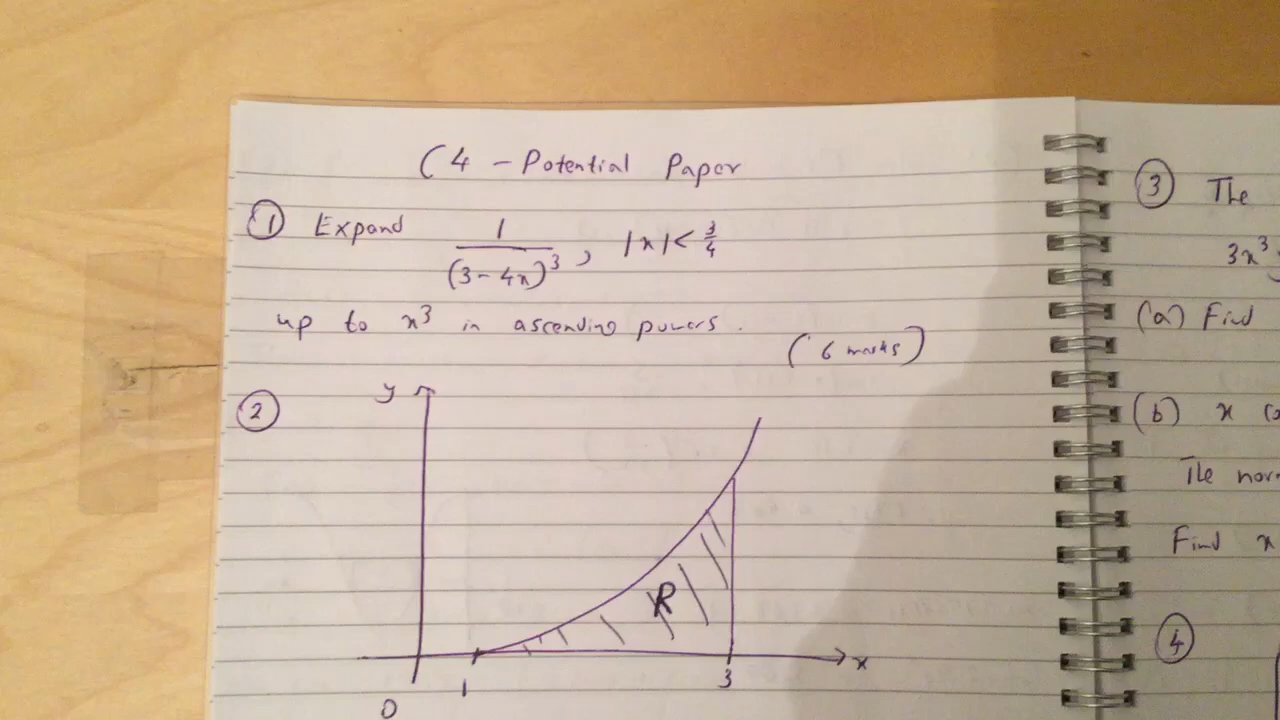 C4 - Potential Paper
① Expand 1/(3-4x)³, |x| < 3/4
up to x³ in ascending powers.
(6 marks)
②
y
R
x
0
1
3
③ The
3x³
(a) Find
(b) x
The
Find x
④